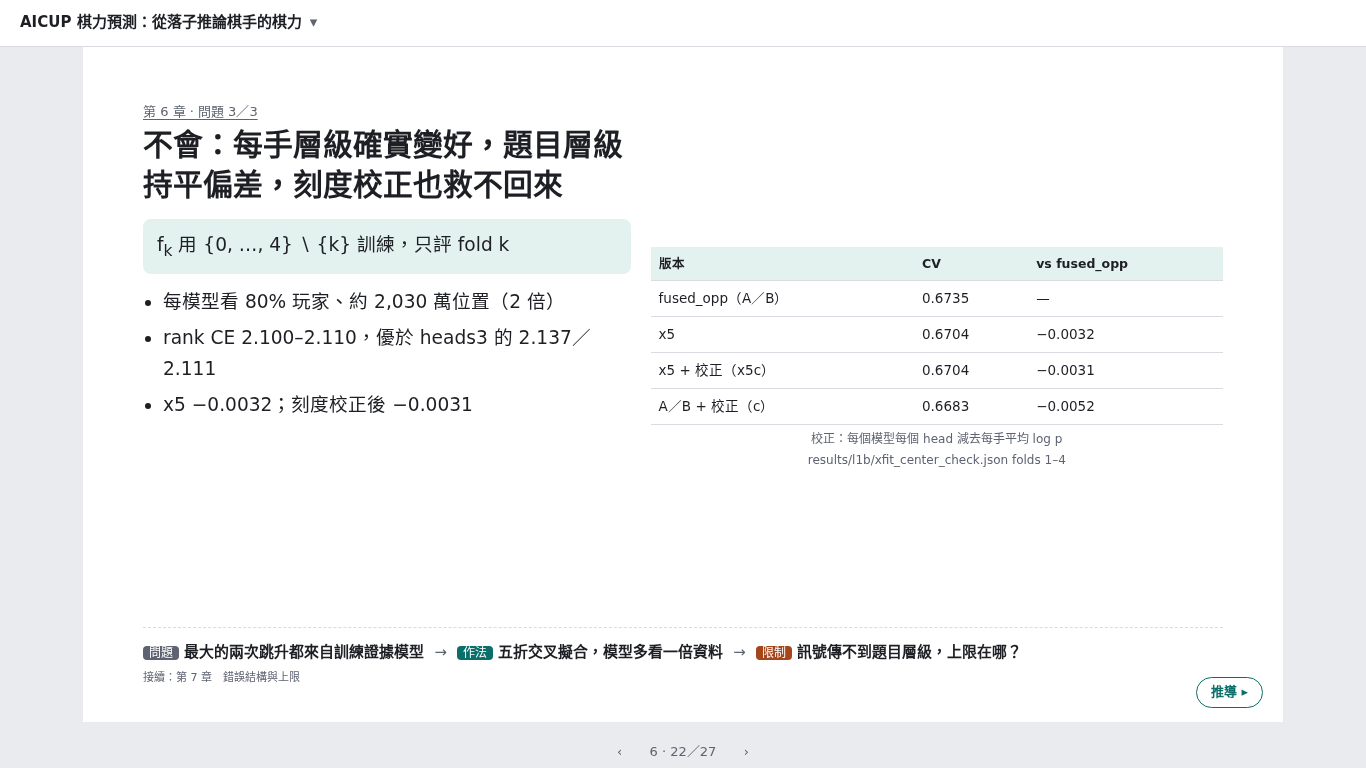 AICUP 棋力預測：從落子推論棋手的棋力 ▾
第 6 章 · 問題 3／3
不會：每手層級確實變好，題目層級
持平偏差，刻度校正也救不回來
fk 用 {0, …, 4} \ {k} 訓練，只評 fold k
• 每模型看 80% 玩家、約 2,030 萬位置（2 倍）
• rank CE 2.100–2.110，優於 heads3 的 2.137／
2.111
• x5 −0.0032；刻度校正後 −0.0031
版本 CV vs fused_opp
fused_opp（A／B） 0.6735 —
x5 0.6704 −0.0032
x5 + 校正（x5c） 0.6704 −0.0031
A／B + 校正（c） 0.6683 −0.0052
校正：每個模型每個 head 減去每手平均 log p
results/l1b/xfit_center_check.json folds 1–4
問題 最大的兩次跳升都來自訓練證據模型 → 作法 五折交叉擬合，模型多看一倍資料 → 限制 訊號傳不到題目層級，上限在哪？
接續：第 7 章　錯誤結構與上限
推導 ▸
‹ 6 · 22／27 ›